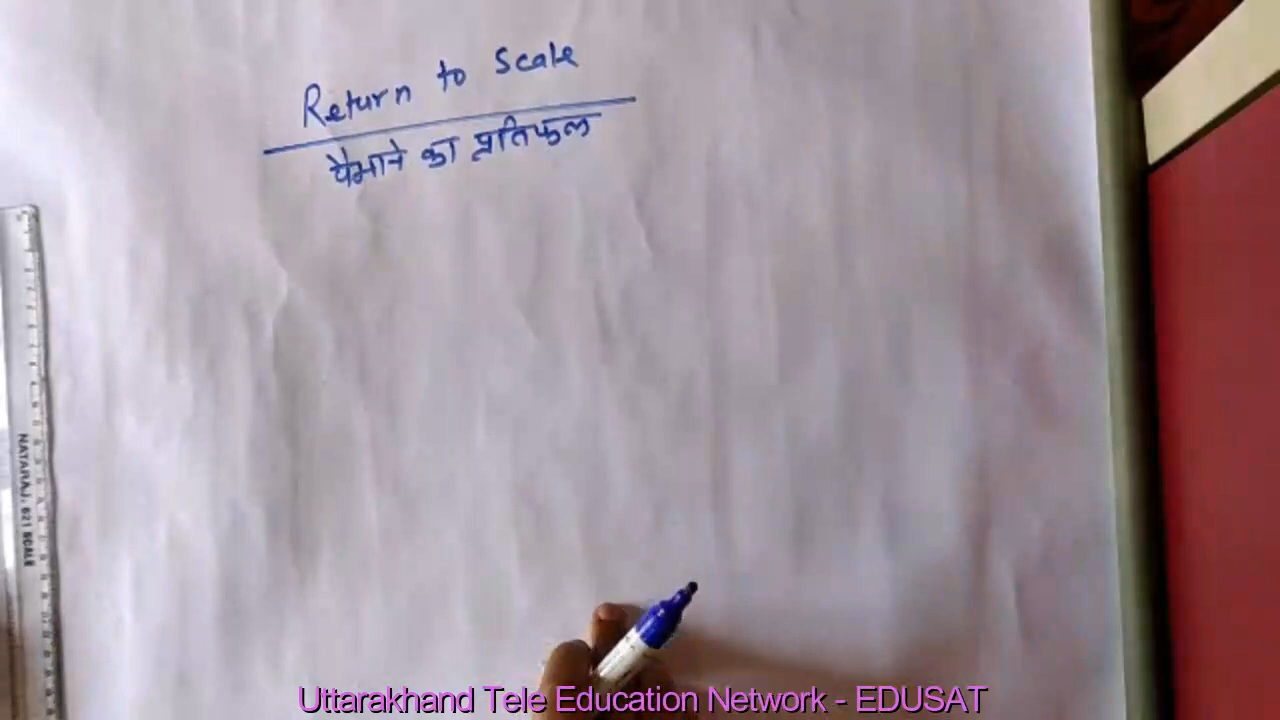 Return to Scale
पैमाने का प्रतिफल
NATARAJ. 621 SCALE
Uttarakhand Tele Education Network - EDUSAT